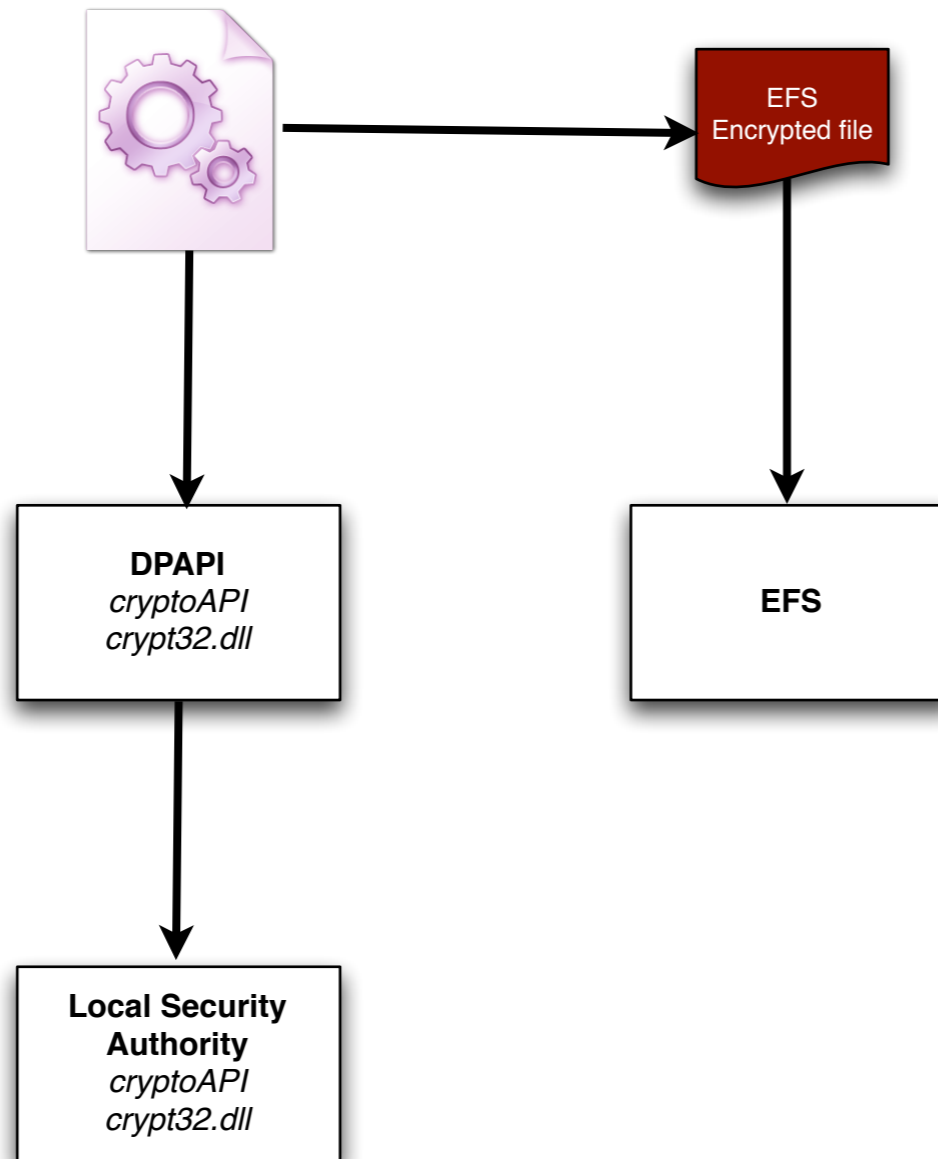 EFS
Encrypted file
DPAPI
cryptoAPI
crypt32.dll
EFS
Local Security
Authority
cryptoAPI
crypt32.dll